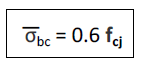 σ̅bc = 0.6 fcj